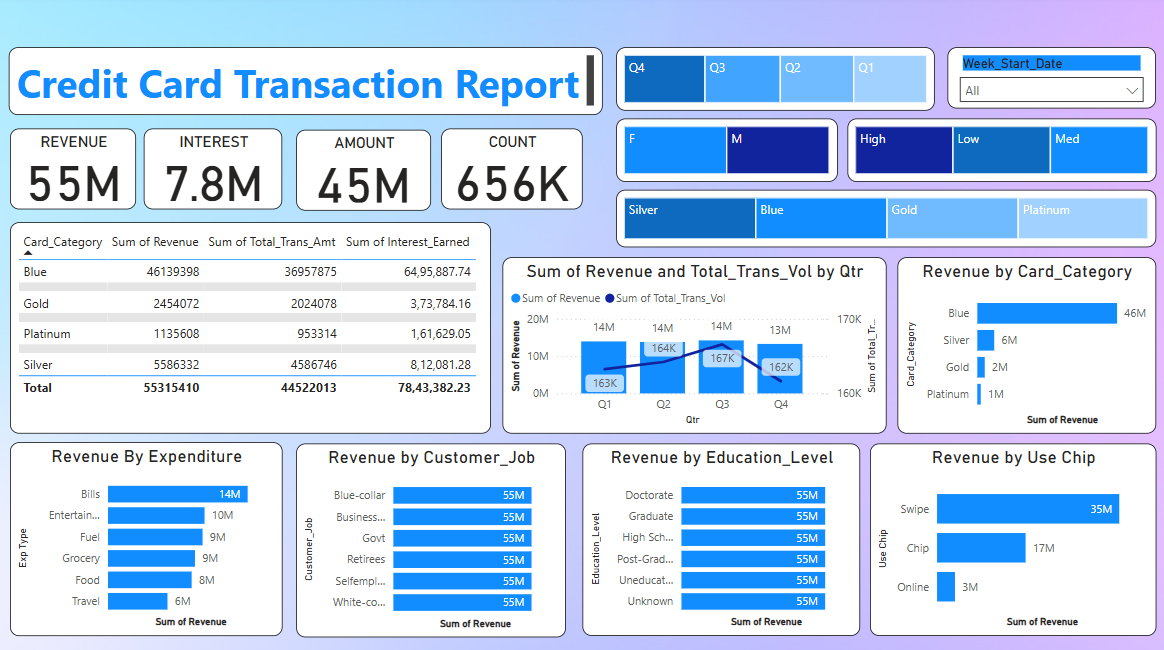 Credit Card Transaction Report
Q4 Q3 Q2 Q1
Week_Start_Date
All
F M
High Low Med
Silver Blue Gold Platinum
REVENUE
55M
INTEREST
7.8M
AMOUNT
45M
COUNT
656K
Card_Category Sum of Revenue Sum of Total_Trans_Amt Sum of Interest_Earned
Blue 46139398 36957875 64,95,887.74
Gold 2454072 2024078 3,73,784.16
Platinum 1135608 953314 1,61,629.05
Silver 5586332 4586746 8,12,081.28
Total 55315410 44522013 78,43,382.23
Sum of Revenue and Total_Trans_Vol by Qtr
Sum of Revenue Sum of Total_Trans_Vol
Sum of Revenue
20M
10M
0M
14M 14M 14M 13M
163K 164K 167K 162K
170K
160K
Sum of Total_Tr...
Q1 Q2 Q3 Q4
Qtr
Revenue by Card_Category
Card_Category
Blue 46M
Silver 6M
Gold 2M
Platinum 1M
Sum of Revenue
Revenue By Expenditure
Exp Type
Bills 14M
Entertain... 10M
Fuel 9M
Grocery 9M
Food 8M
Travel 6M
Sum of Revenue
Revenue by Customer_Job
Customer_Job
Blue-collar 55M
Business... 55M
Govt 55M
Retirees 55M
Selfempl... 55M
White-co... 55M
Sum of Revenue
Revenue by Education_Level
Education_Level
Doctorate 55M
Graduate 55M
High Sch... 55M
Post-Grad... 55M
Uneducat... 55M
Unknown 55M
Sum of Revenue
Revenue by Use Chip
Use Chip
Swipe 35M
Chip 17M
Online 3M
Sum of Revenue